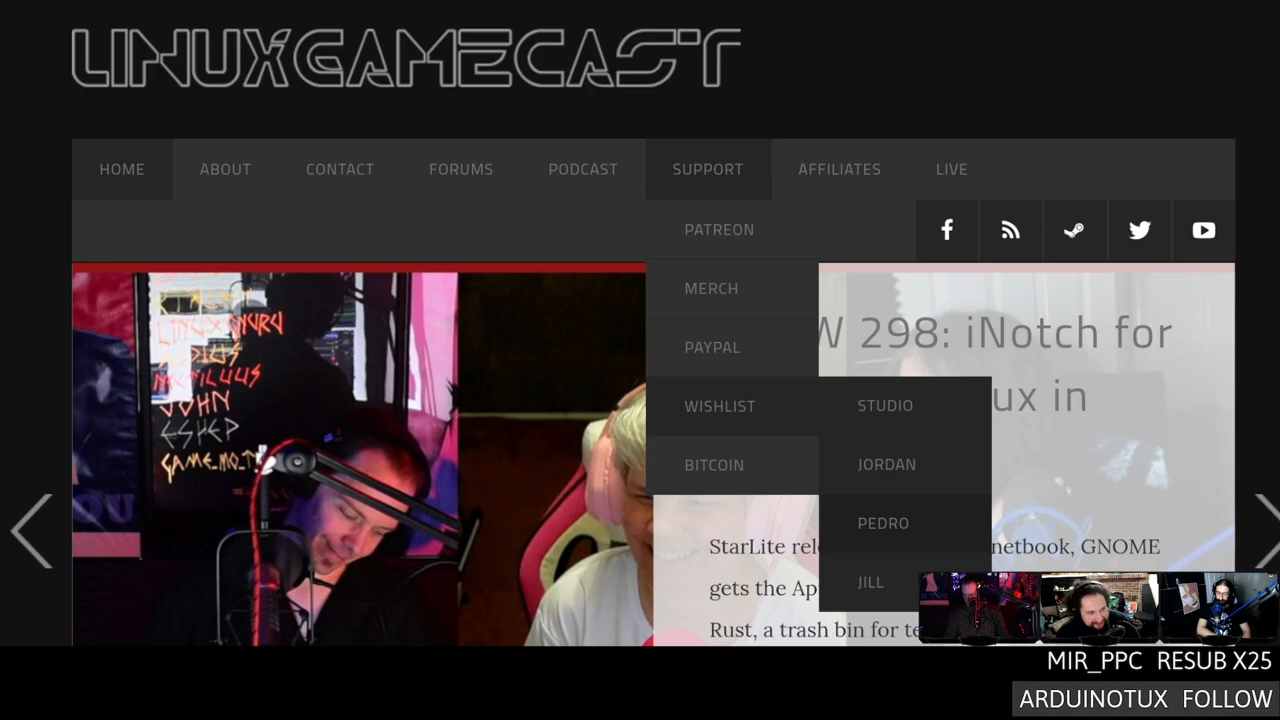 LINUXGAMECAST
HOME ABOUT CONTACT FORUMS PODCAST SUPPORT AFFILIATES LIVE
PATREON
MERCH
PAYPAL
WISHLIST
BITCOIN
STUDIO
JORDAN
PEDRO
JILL
W 298: iNotch for
ux in
StarLite rel netbook, GNOME
gets the Ap
Rust, a trash bin for te
JOHN
ESHEP
MIR_PPC RESUB X25
ARDUINOTUX FOLLOW